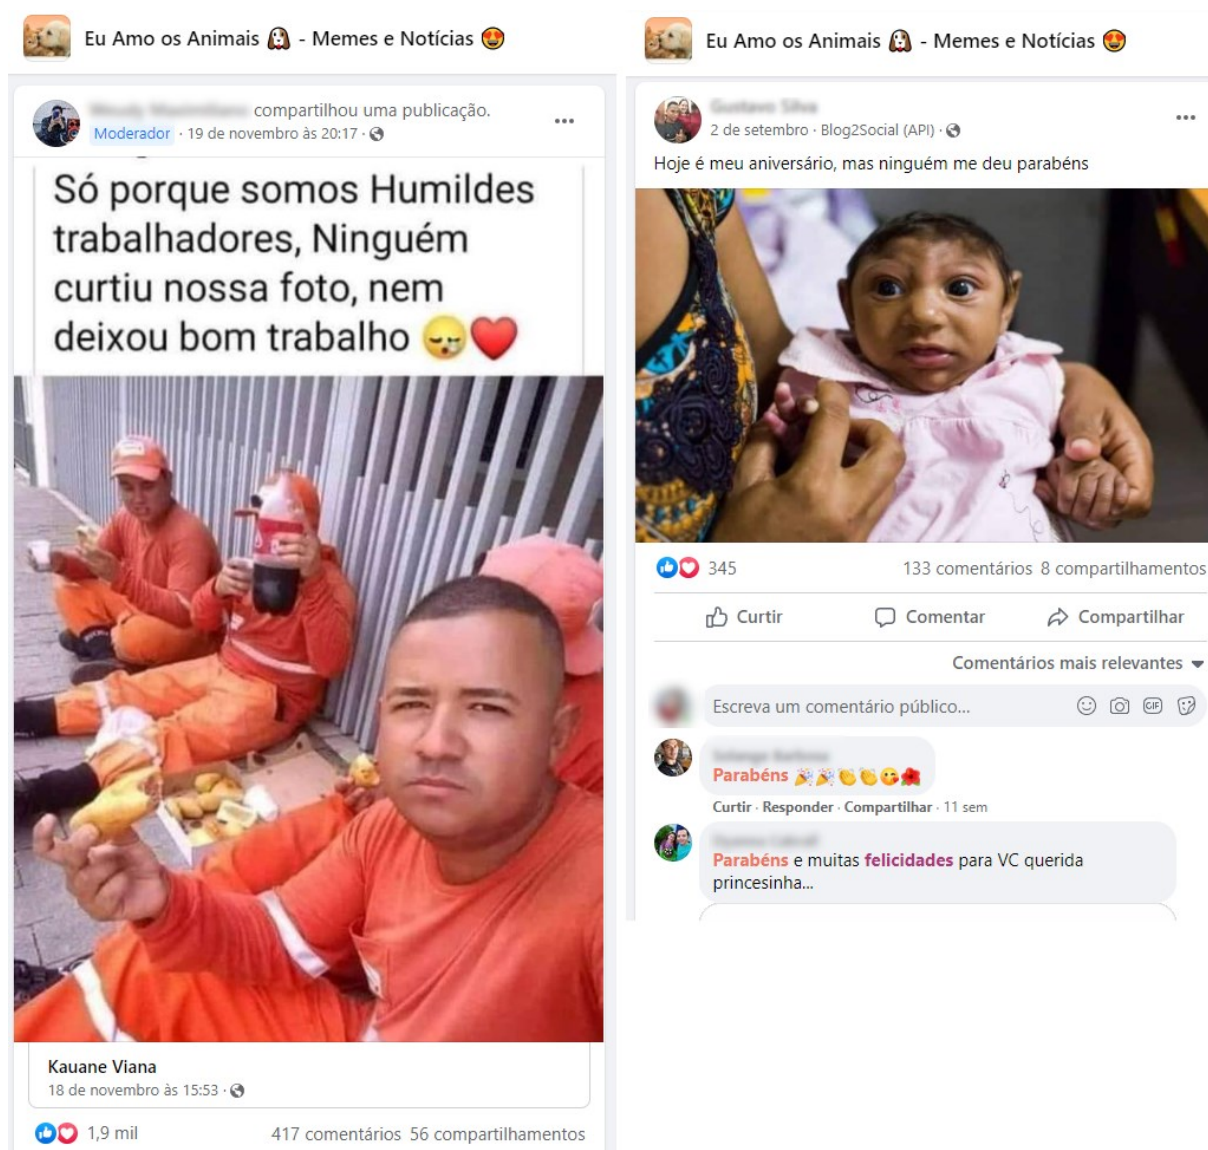 Eu Amo os Animais 🐶 - Memes e Notícias 😍
compartilhou uma publicação.
Moderador · 19 de novembro às 20:17 ·
Só porque somos Humildes
trabalhadores, Ninguém
curtiu nossa foto, nem
deixou bom trabalho 😪❤️
Kauane Viana
18 de novembro às 15:53 ·
1,9 mil
417 comentários 56 compartilhamentos
Eu Amo os Animais 🐶 - Memes e Notícias 😍
2 de setembro · Blog2Social (API) ·
Hoje é meu aniversário, mas ninguém me deu parabéns
345
133 comentários 8 compartilhamentos
Curtir Comentar Compartilhar
Comentários mais relevantes
Escreva um comentário público...
GIF
Parabéns 🎉🎉👏👏😘🌺
Curtir · Responder · Compartilhar · 11 sem
Parabéns e muitas felicidades para VC querida
princesinha...